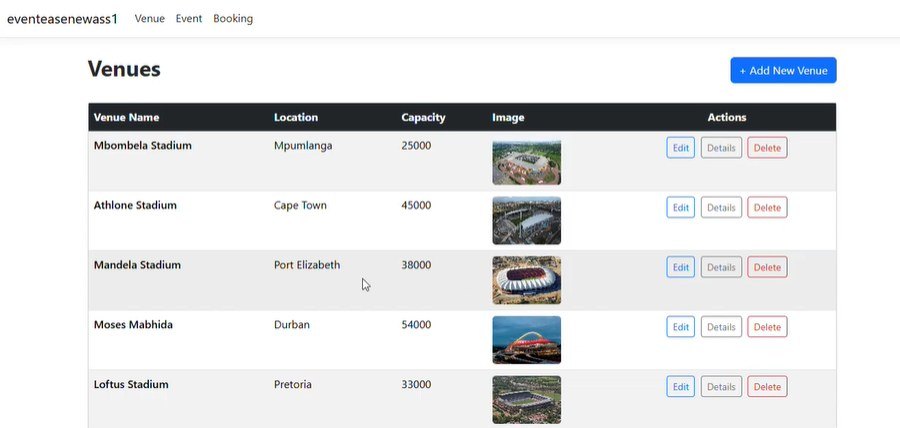 eventeasenewass1 Venue Event Booking
Venues + Add New Venue
Venue Name Location Capacity Image Actions
Mbombela Stadium Mpumlanga 25000 Edit Details Delete
Athlone Stadium Cape Town 45000 Edit Details Delete
Mandela Stadium Port Elizabeth 38000 Edit Details Delete
Moses Mabhida Durban 54000 Edit Details Delete
Loftus Stadium Pretoria 33000 Edit Details Delete